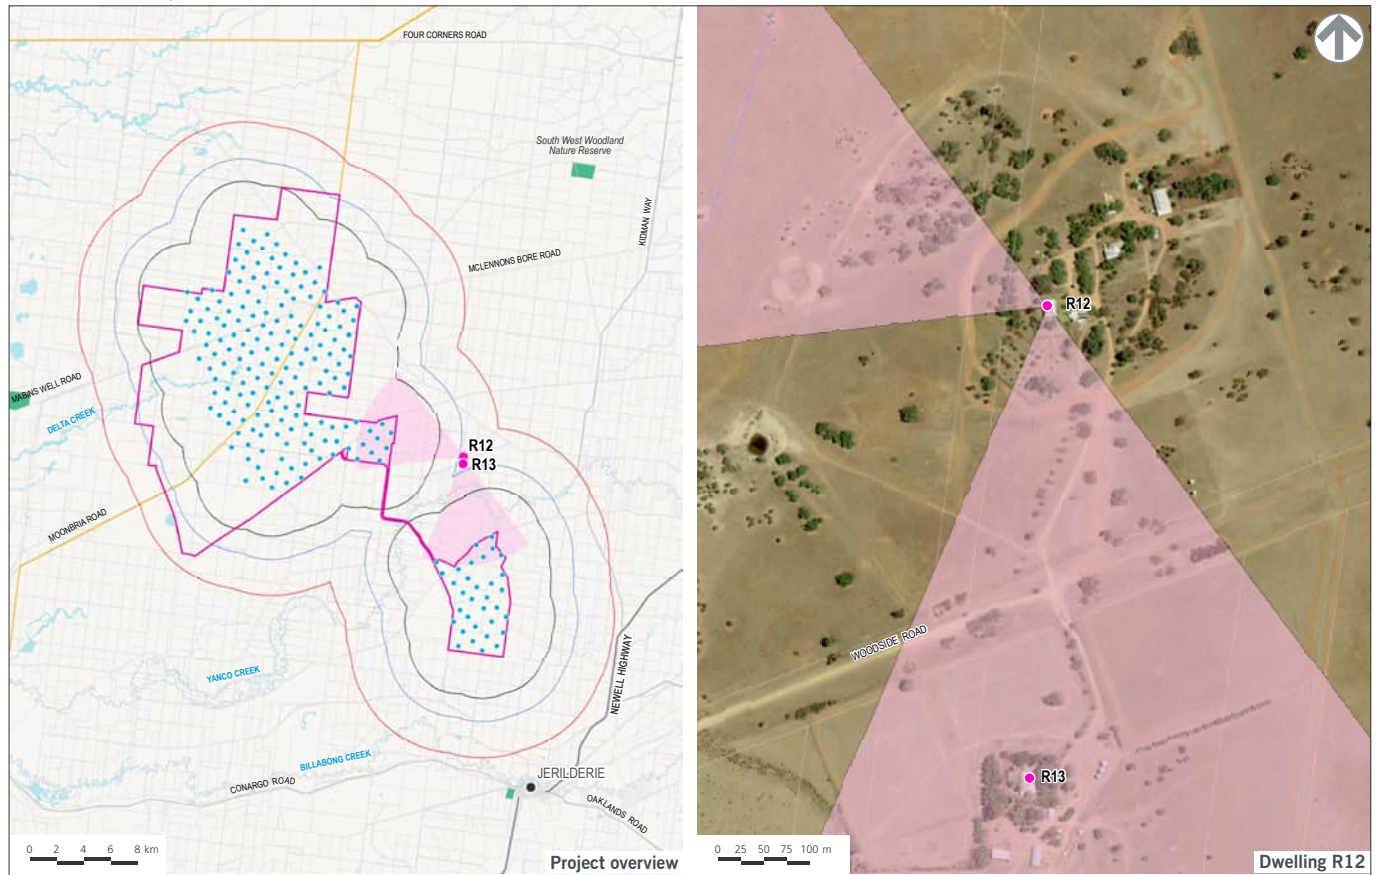 FOUR CORNERS ROAD
South West Woodland
Nature Reserve
KIDMAN WAY
MCLENNONS BORE ROAD
MABINS WELL ROAD
DELTA CREEK
R12
R13
MOONBRIA ROAD
YANCO CREEK
NEWELL HIGHWAY
BILLABONG CREEK
JERILDERIE
CONARGO ROAD
OAKLANDS ROAD
0 2 4 6 8 km
Project overview
R12
WOODSIDE ROAD
R13
0 25 50 75 100 m
Dwelling R12